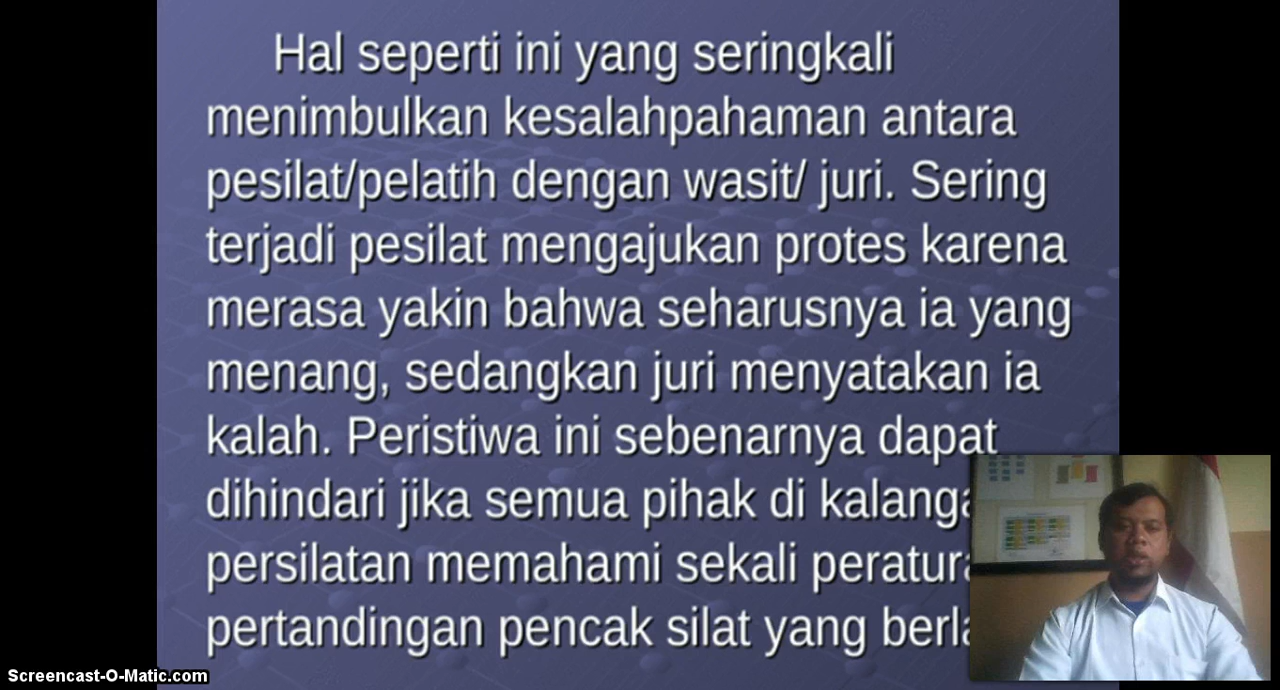 Hal seperti ini yang seringkali
menimbulkan kesalahpahaman antara
pesilat/pelatih dengan wasit/ juri. Sering
terjadi pesilat mengajukan protes karena
merasa yakin bahwa seharusnya ia yang
menang, sedangkan juri menyatakan ia
kalah. Peristiwa ini sebenarnya dapat
dihindari jika semua pihak di
persilatan memahami sekali
pertandingan pencak silat yang
Screencast-O-Matic.com